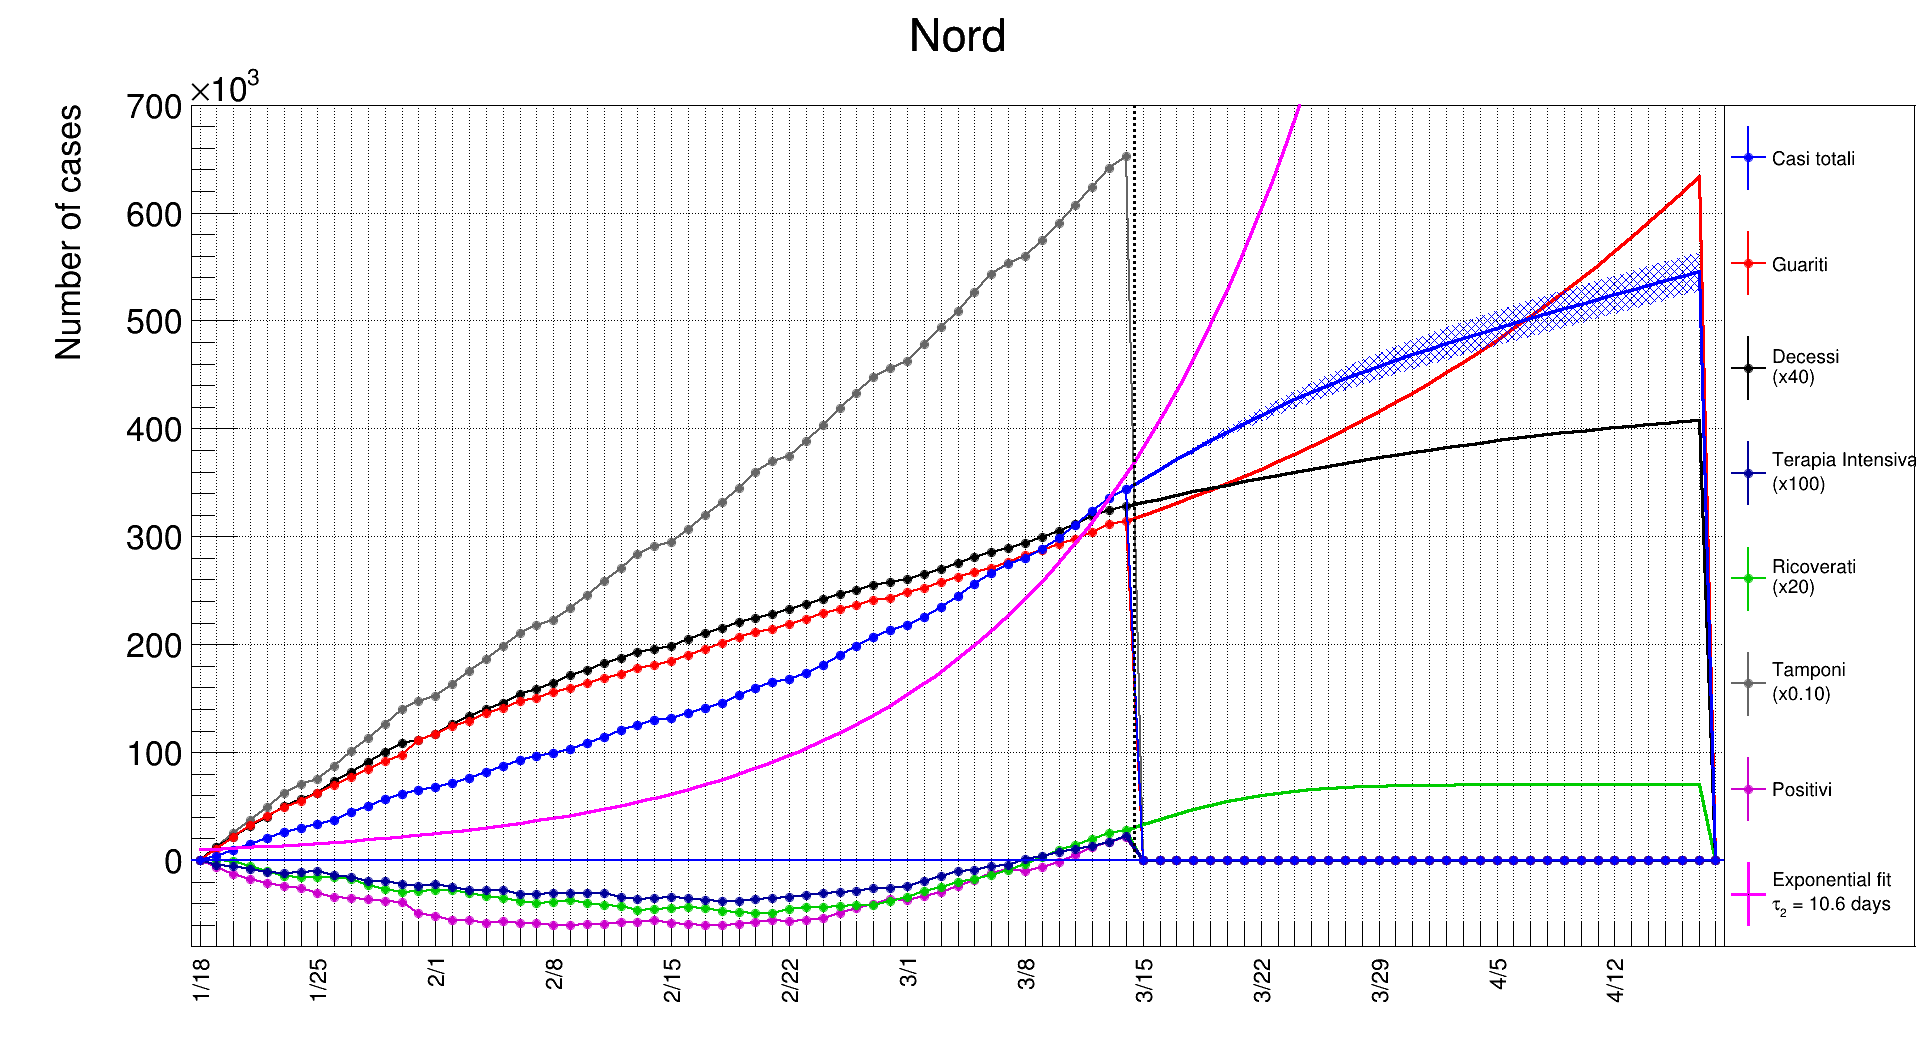 Nord
×10³
Number of cases
700
600
500
400
300
200
100
0
1/18
1/25
2/1
2/8
2/15
2/22
3/1
3/8
3/15
3/22
3/29
4/5
4/12
Casi totali
Guariti
Decessi
(x40)
Terapia Intensiva
(x100)
Ricoverati
(x20)
Tamponi
(x0.10)
Positivi
Exponential fit
τ₂ = 10.6 days